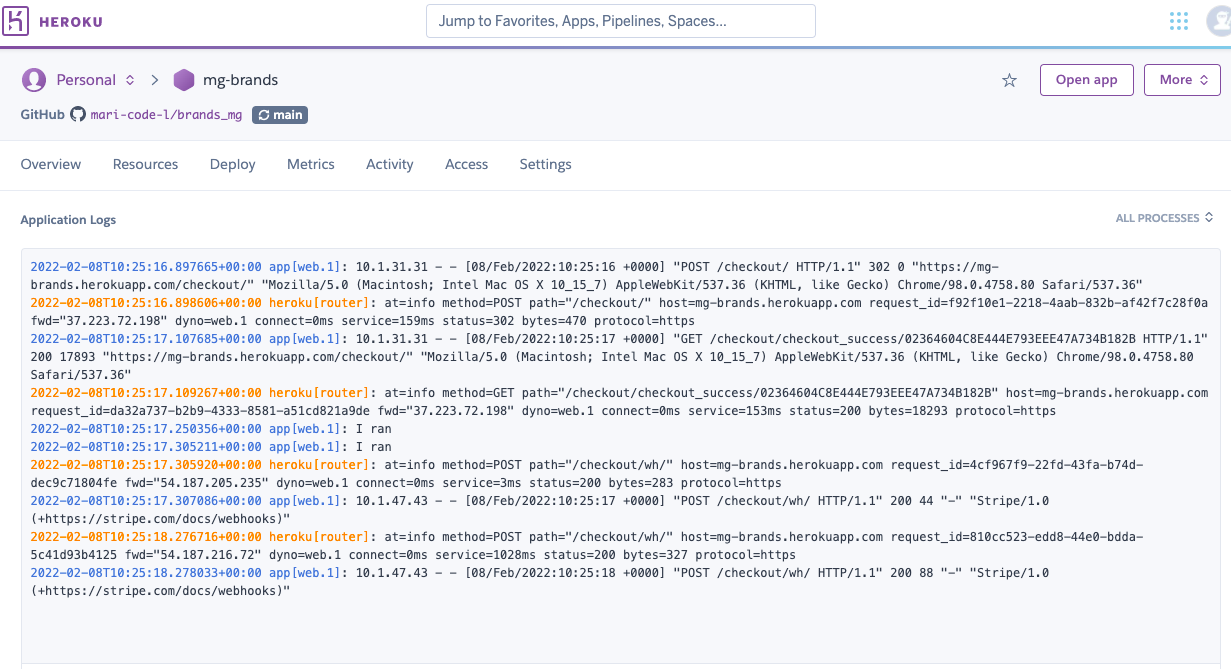 HEROKU
Jump to Favorites, Apps, Pipelines, Spaces...
Personal mg-brands
Open app
More
GitHub mari-code-l/brands_mg main
Overview Resources Deploy Metrics Activity Access Settings
Application Logs
ALL PROCESSES
2022-02-08T10:25:16.897665+00:00 app[web.1]: 10.1.31.31 - - [08/Feb/2022:10:25:16 +0000] "POST /checkout/ HTTP/1.1" 302 0 "https://mg-
brands.herokuapp.com/checkout/" "Mozilla/5.0 (Macintosh; Intel Mac OS X 10_15_7) AppleWebKit/537.36 (KHTML, like Gecko) Chrome/98.0.4758.80 Safari/537.36"
2022-02-08T10:25:16.898606+00:00 heroku[router]: at=info method=POST path="/checkout/" host=mg-brands.herokuapp.com request_id=f92f10e1-2218-4aab-832b-af42f7c28f0a
fwd="37.223.72.198" dyno=web.1 connect=0ms service=159ms status=302 bytes=470 protocol=https
2022-02-08T10:25:17.107685+00:00 app[web.1]: 10.1.31.31 - - [08/Feb/2022:10:25:17 +0000] "GET /checkout/checkout_success/02364604C8E444E793EEE47A734B182B HTTP/1.1"
200 17893 "https://mg-brands.herokuapp.com/checkout/" "Mozilla/5.0 (Macintosh; Intel Mac OS X 10_15_7) AppleWebKit/537.36 (KHTML, like Gecko) Chrome/98.0.4758.80
Safari/537.36"
2022-02-08T10:25:17.109267+00:00 heroku[router]: at=info method=GET path="/checkout/checkout_success/02364604C8E444E793EEE47A734B182B" host=mg-brands.herokuapp.com
request_id=da32a737-b2b9-4333-8581-a51cd821a9de fwd="37.223.72.198" dyno=web.1 connect=0ms service=153ms status=200 bytes=18293 protocol=https
2022-02-08T10:25:17.250356+00:00 app[web.1]: I ran
2022-02-08T10:25:17.305211+00:00 app[web.1]: I ran
2022-02-08T10:25:17.305920+00:00 heroku[router]: at=info method=POST path="/checkout/wh/" host=mg-brands.herokuapp.com request_id=4cf967f9-22fd-43fa-b74d-
dec9c71804fe fwd="54.187.205.235" dyno=web.1 connect=0ms service=3ms status=200 bytes=283 protocol=https
2022-02-08T10:25:17.307086+00:00 app[web.1]: 10.1.47.43 - - [08/Feb/2022:10:25:17 +0000] "POST /checkout/wh/ HTTP/1.1" 200 44 "-" "Stripe/1.0
(+https://stripe.com/docs/webhooks)"
2022-02-08T10:25:18.276716+00:00 heroku[router]: at=info method=POST path="/checkout/wh/" host=mg-brands.herokuapp.com request_id=810cc523-edd8-44e0-bdda-
5c41d93b4125 fwd="54.187.216.72" dyno=web.1 connect=0ms service=1028ms status=200 bytes=327 protocol=https
2022-02-08T10:25:18.278033+00:00 app[web.1]: 10.1.47.43 - - [08/Feb/2022:10:25:18 +0000] "POST /checkout/wh/ HTTP/1.1" 200 88 "-" "Stripe/1.0
(+https://stripe.com/docs/webhooks)"